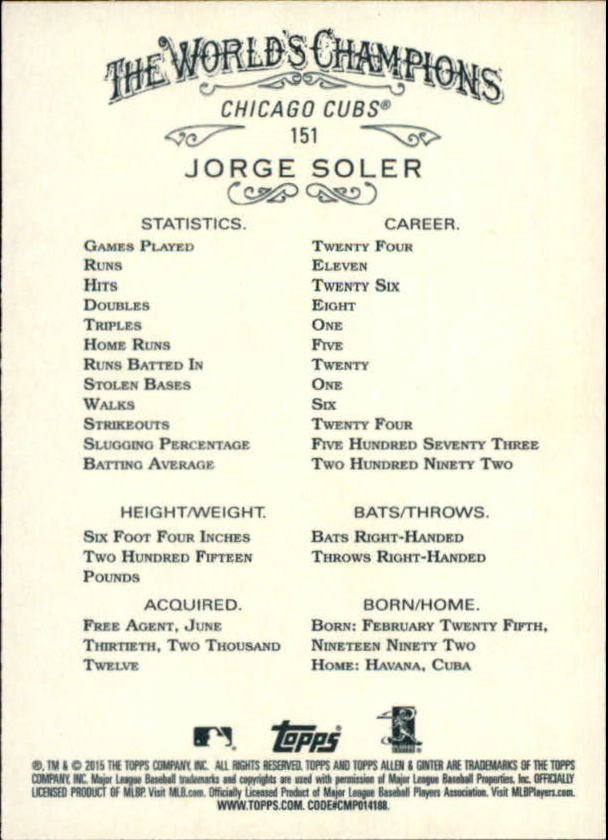 THE WORLD'S CHAMPIONS
CHICAGO CUBS®
151
JORGE SOLER
STATISTICS. CAREER.
GAMES PLAYED TWENTY FOUR
RUNS ELEVEN
HITS TWENTY SIX
DOUBLES EIGHT
TRIPLES ONE
HOME RUNS FIVE
RUNS BATTED IN TWENTY
STOLEN BASES ONE
WALKS SIX
STRIKEOUTS TWENTY FOUR
SLUGGING PERCENTAGE FIVE HUNDRED SEVENTY THREE
BATTING AVERAGE TWO HUNDRED NINETY TWO
HEIGHT/WEIGHT. BATS/THROWS.
SIX FOOT FOUR INCHES BATS RIGHT-HANDED
TWO HUNDRED FIFTEEN THROWS RIGHT-HANDED
POUNDS
ACQUIRED. BORN/HOME.
FREE AGENT, JUNE BORN: FEBRUARY TWENTY FIFTH,
THIRTIETH, TWO THOUSAND NINETEEN NINETY TWO
TWELVE HOME: HAVANA, CUBA
Topps
®, TM & © 2015 THE TOPPS COMPANY, INC. ALL RIGHTS RESERVED. TOPPS AND TOPPS ALLEN & GINTER ARE TRADEMARKS OF THE TOPPS
COMPANY, INC. Major League Baseball trademarks and copyrights are used with permission of Major League Baseball Properties, Inc. OFFICIALLY
LICENSED PRODUCT OF MLBP. Visit MLB.com. Officially Licensed Product of Major League Baseball Players Association. Visit MLBPlayers.com.
WWW.TOPPS.COM. CODE#CMP014188.